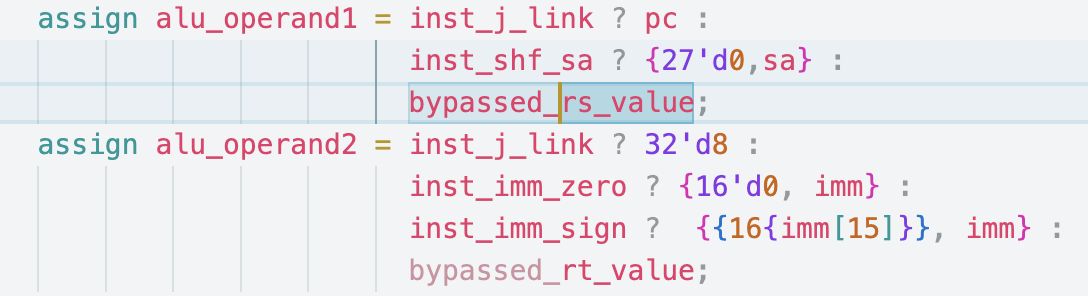 assign alu_operand1 = inst_j_link ? pc :
inst_shf_sa ? {27'd0,sa} :
bypassed_rs_value;
assign alu_operand2 = inst_j_link ? 32'd8 :
inst_imm_zero ? {16'd0, imm} :
inst_imm_sign ?  {{16{imm[15]}}, imm} :
bypassed_rt_value;